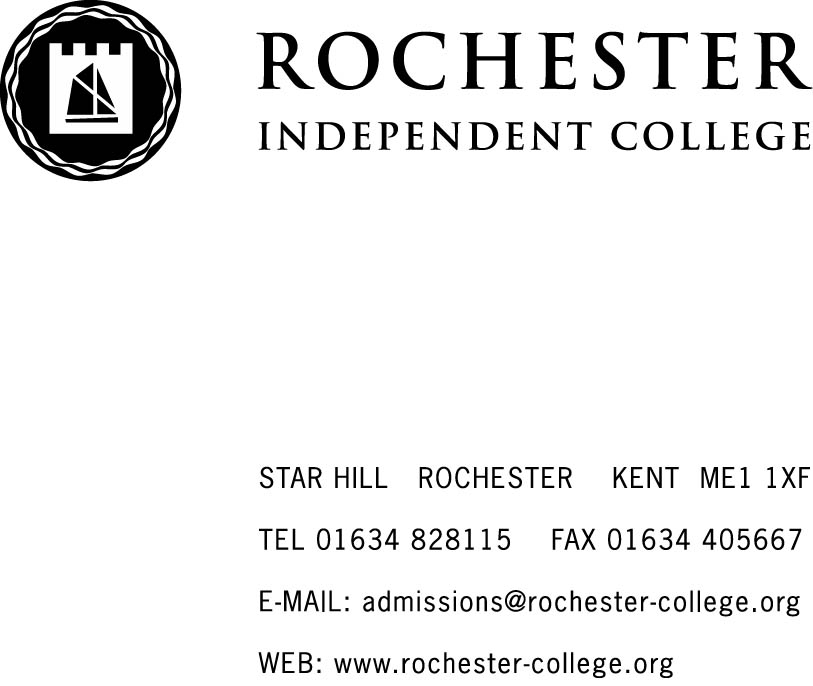 ROCHESTER
INDEPENDENT COLLEGE
STAR HILL ROCHESTER KENT ME1 1XF
TEL 01634 828115 FAX 01634 405667
E-MAIL: admissions@rochester-college.org
WEB: www.rochester-college.org